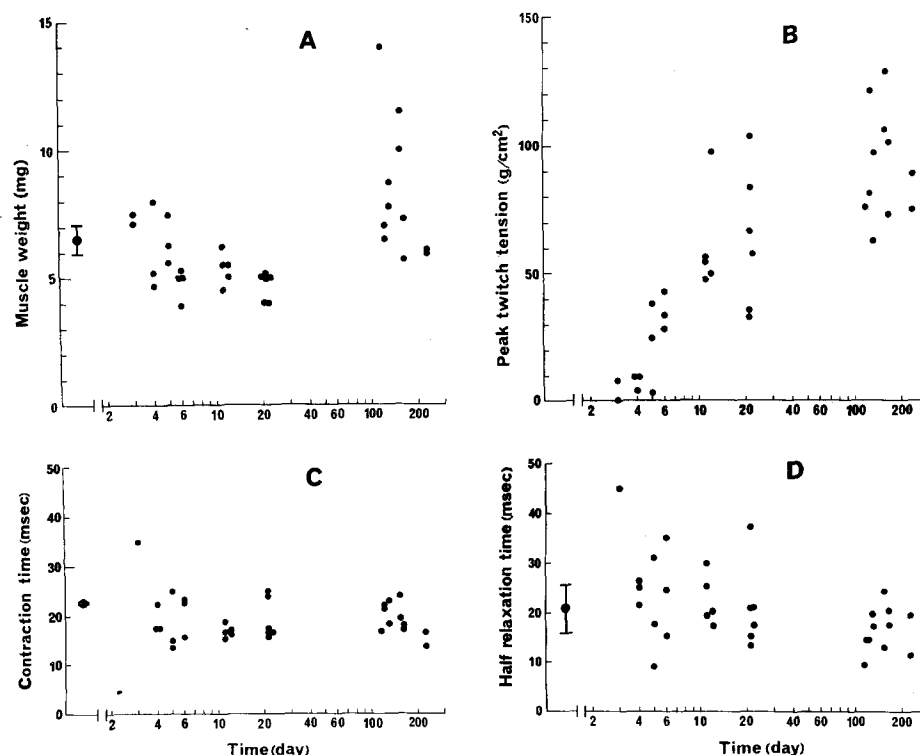 A
Muscle weight (mg)
15
10
5
0
2 4 6 10 20 40 60 100 200
B
Peak twitch tension (g/cm²)
150
100
50
0
2 4 6 10 20 40 60 100 200
C
Contraction time (msec)
50
40
30
20
10
0
2 4 6 10 20 40 60 100 200
Time (day)
D
Half relaxation time (msec)
50
40
30
20
10
0
2 4 6 10 20 40 60 100 200
Time (day)